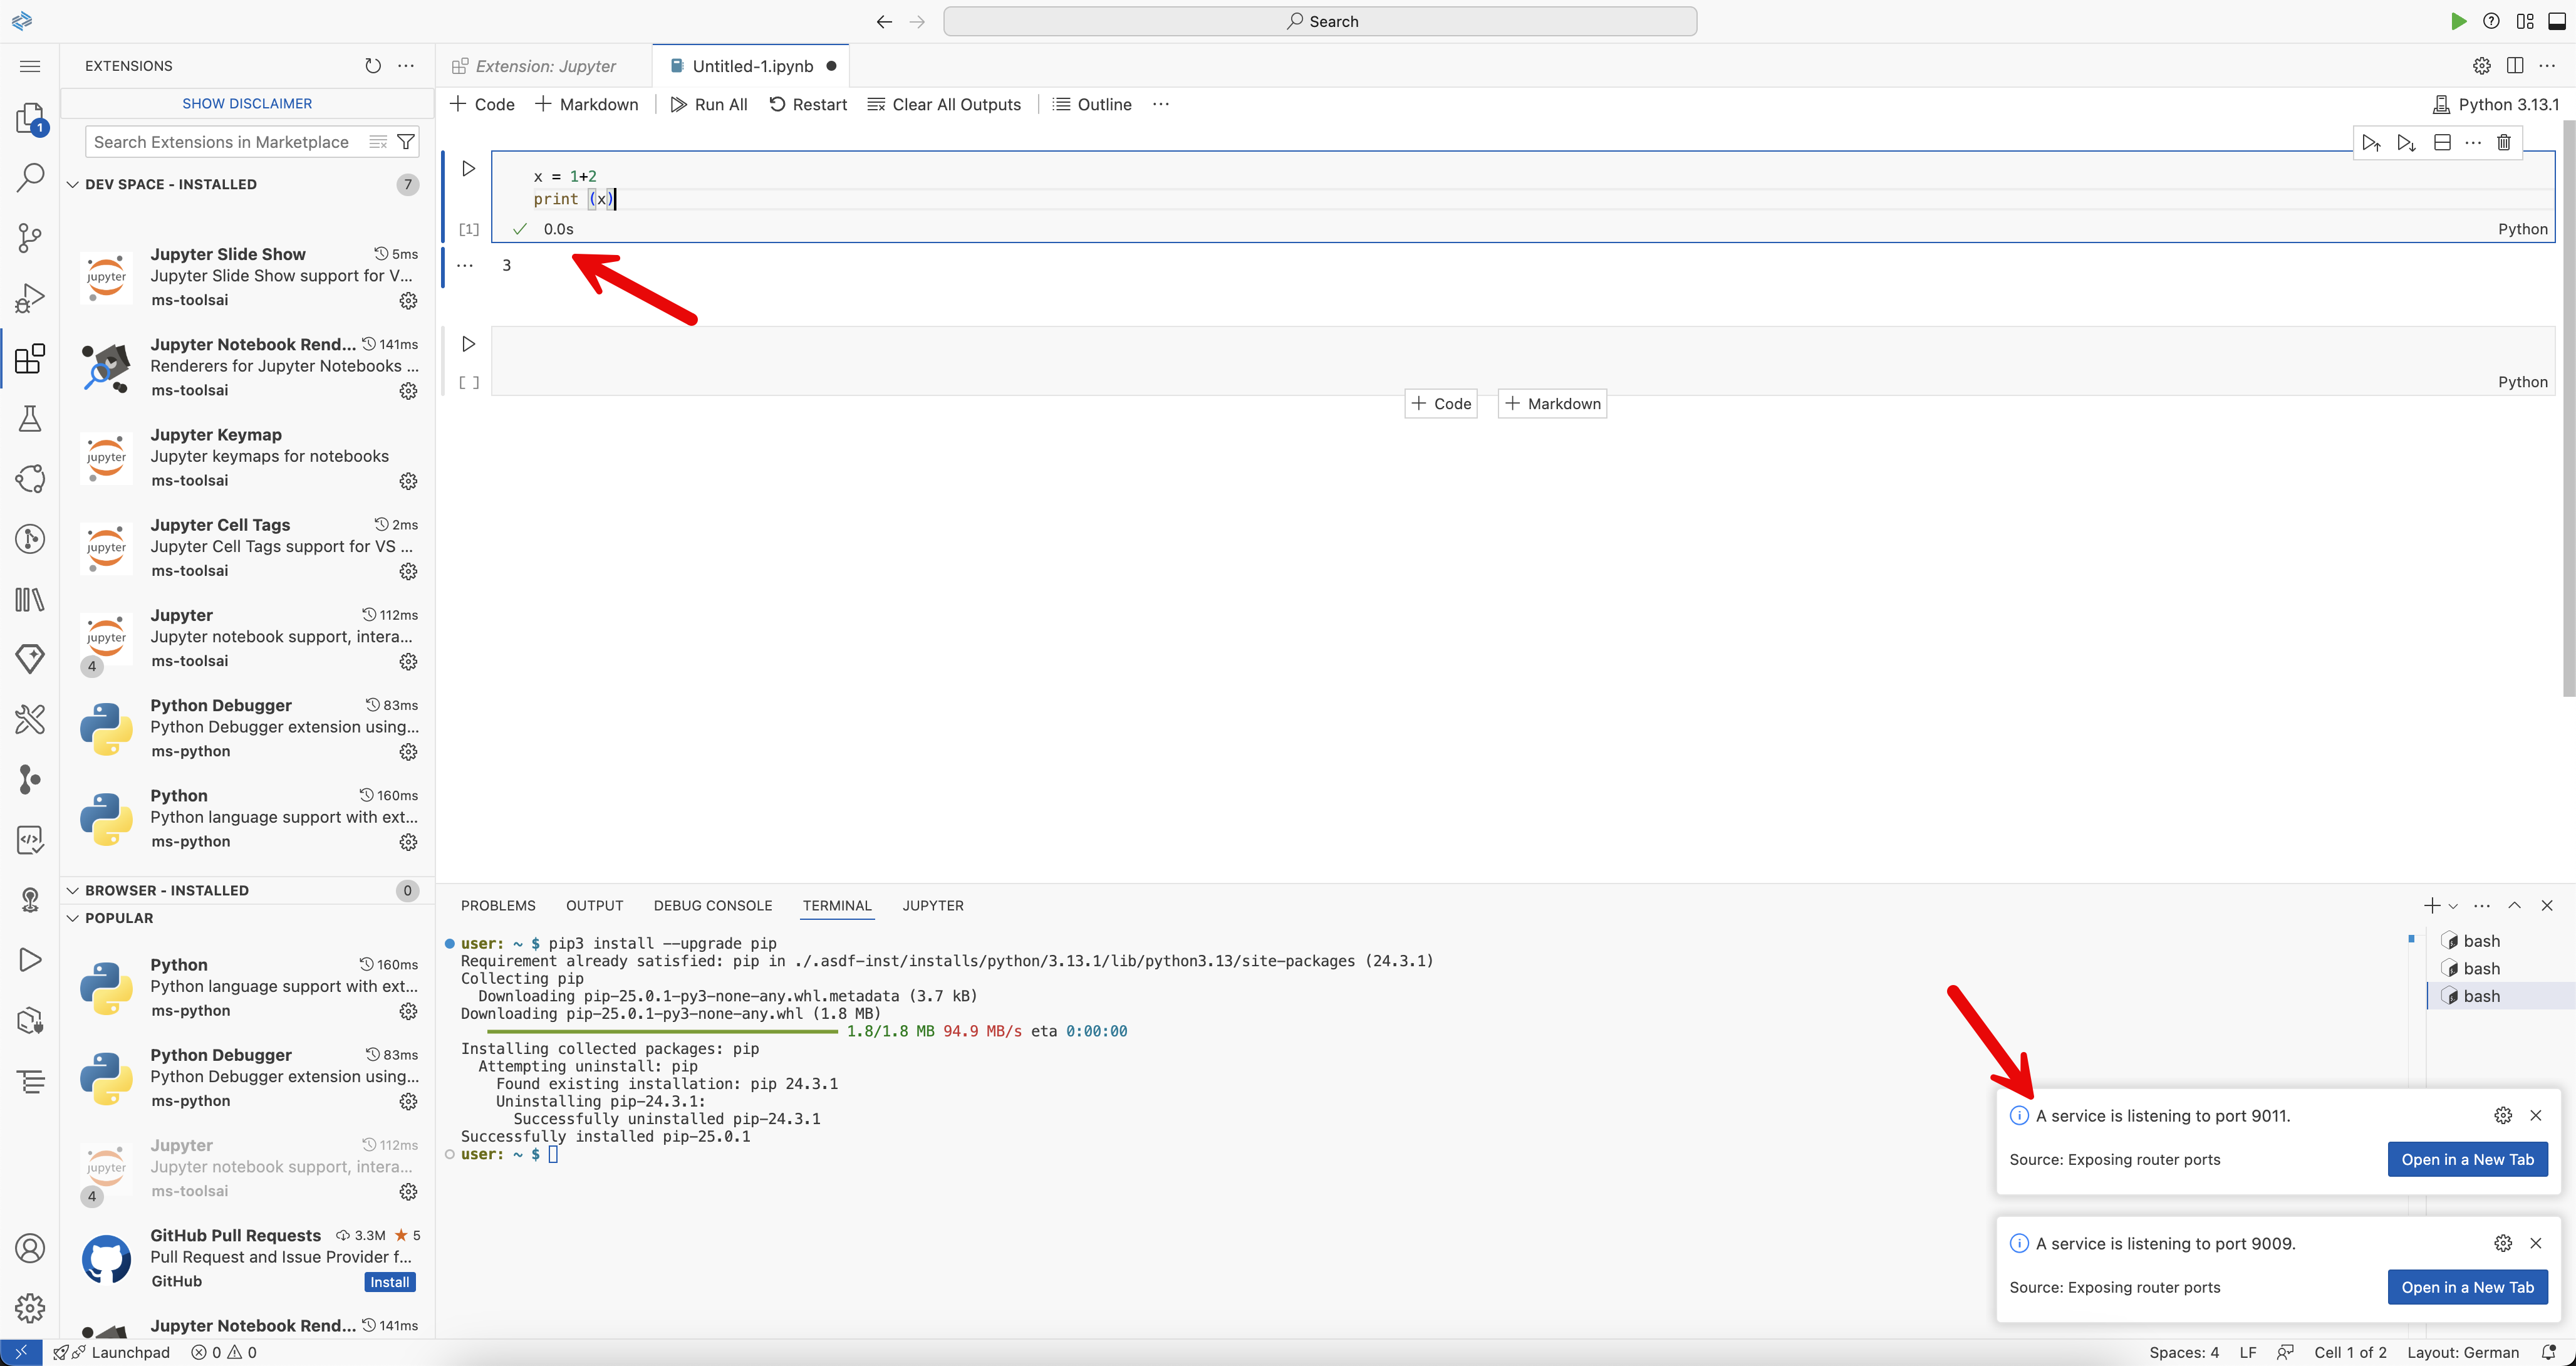 Search
EXTENSIONS
SHOW DISCLAIMER
Search Extensions in Marketplace
1
DEV SPACE - INSTALLED 7
Jupyter Slide Show 5ms
Jupyter Slide Show support for V...
ms-toolsai
Jupyter Notebook Rend... 141ms
Renderers for Jupyter Notebooks ...
ms-toolsai
Jupyter Keymap
Jupyter keymaps for notebooks
ms-toolsai
Jupyter Cell Tags 2ms
Jupyter Cell Tags support for VS ...
ms-toolsai
Jupyter 112ms
Jupyter notebook support, intera...
ms-toolsai
4
Python Debugger 83ms
Python Debugger extension using...
ms-python
Python 160ms
Python language support with ext...
ms-python
BROWSER - INSTALLED 0
POPULAR
Python 160ms
Python language support with ext...
ms-python
Python Debugger 83ms
Python Debugger extension using...
ms-python
Jupyter 112ms
Jupyter notebook support, intera...
ms-toolsai
4
GitHub Pull Requests 3.3M 5
Pull Request and Issue Provider f...
GitHub Install
Jupyter Notebook Rend... 141ms
jupyter
jupyter
jupyter
jupyter
jupyter
Extension: Jupyter
Untitled-1.ipynb
Code Markdown Run All Restart Clear All Outputs Outline ...
Python 3.13.1
x = 1+2
print (x)
[1] 0.0s Python
... 3
[ ] Python
Code Markdown
PROBLEMS OUTPUT DEBUG CONSOLE TERMINAL JUPYTER
user: ~ $ pip3 install --upgrade pip
Requirement already satisfied: pip in ./.asdf-inst/installs/python/3.13.1/lib/python3.13/site-packages (24.3.1)
Collecting pip
Downloading pip-25.0.1-py3-none-any.whl.metadata (3.7 kB)
Downloading pip-25.0.1-py3-none-any.whl (1.8 MB)
1.8/1.8 MB 94.9 MB/s eta 0:00:00
Installing collected packages: pip
Attempting uninstall: pip
Found existing installation: pip 24.3.1
Uninstalling pip-24.3.1:
Successfully uninstalled pip-24.3.1
Successfully installed pip-25.0.1
user: ~ $
bash
bash
bash
A service is listening to port 9011.
Source: Exposing router ports
Open in a New Tab
A service is listening to port 9009.
Source: Exposing router ports
Open in a New Tab
Launchpad 0 0
Spaces: 4 LF Cell 1 of 2 Layout: German